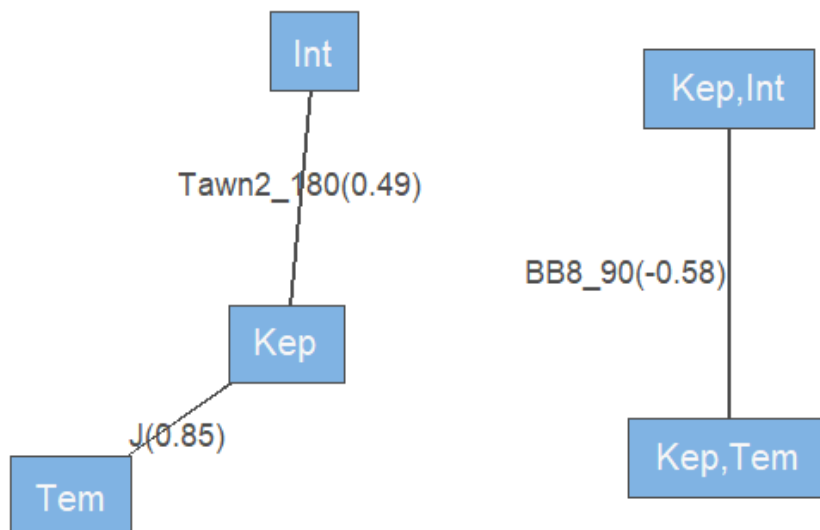 Int
Kep,Int
Tawn2_180(0.49)
BB8_90(-0.58)
Kep
J(0.85)
Kep,Tem
Tem